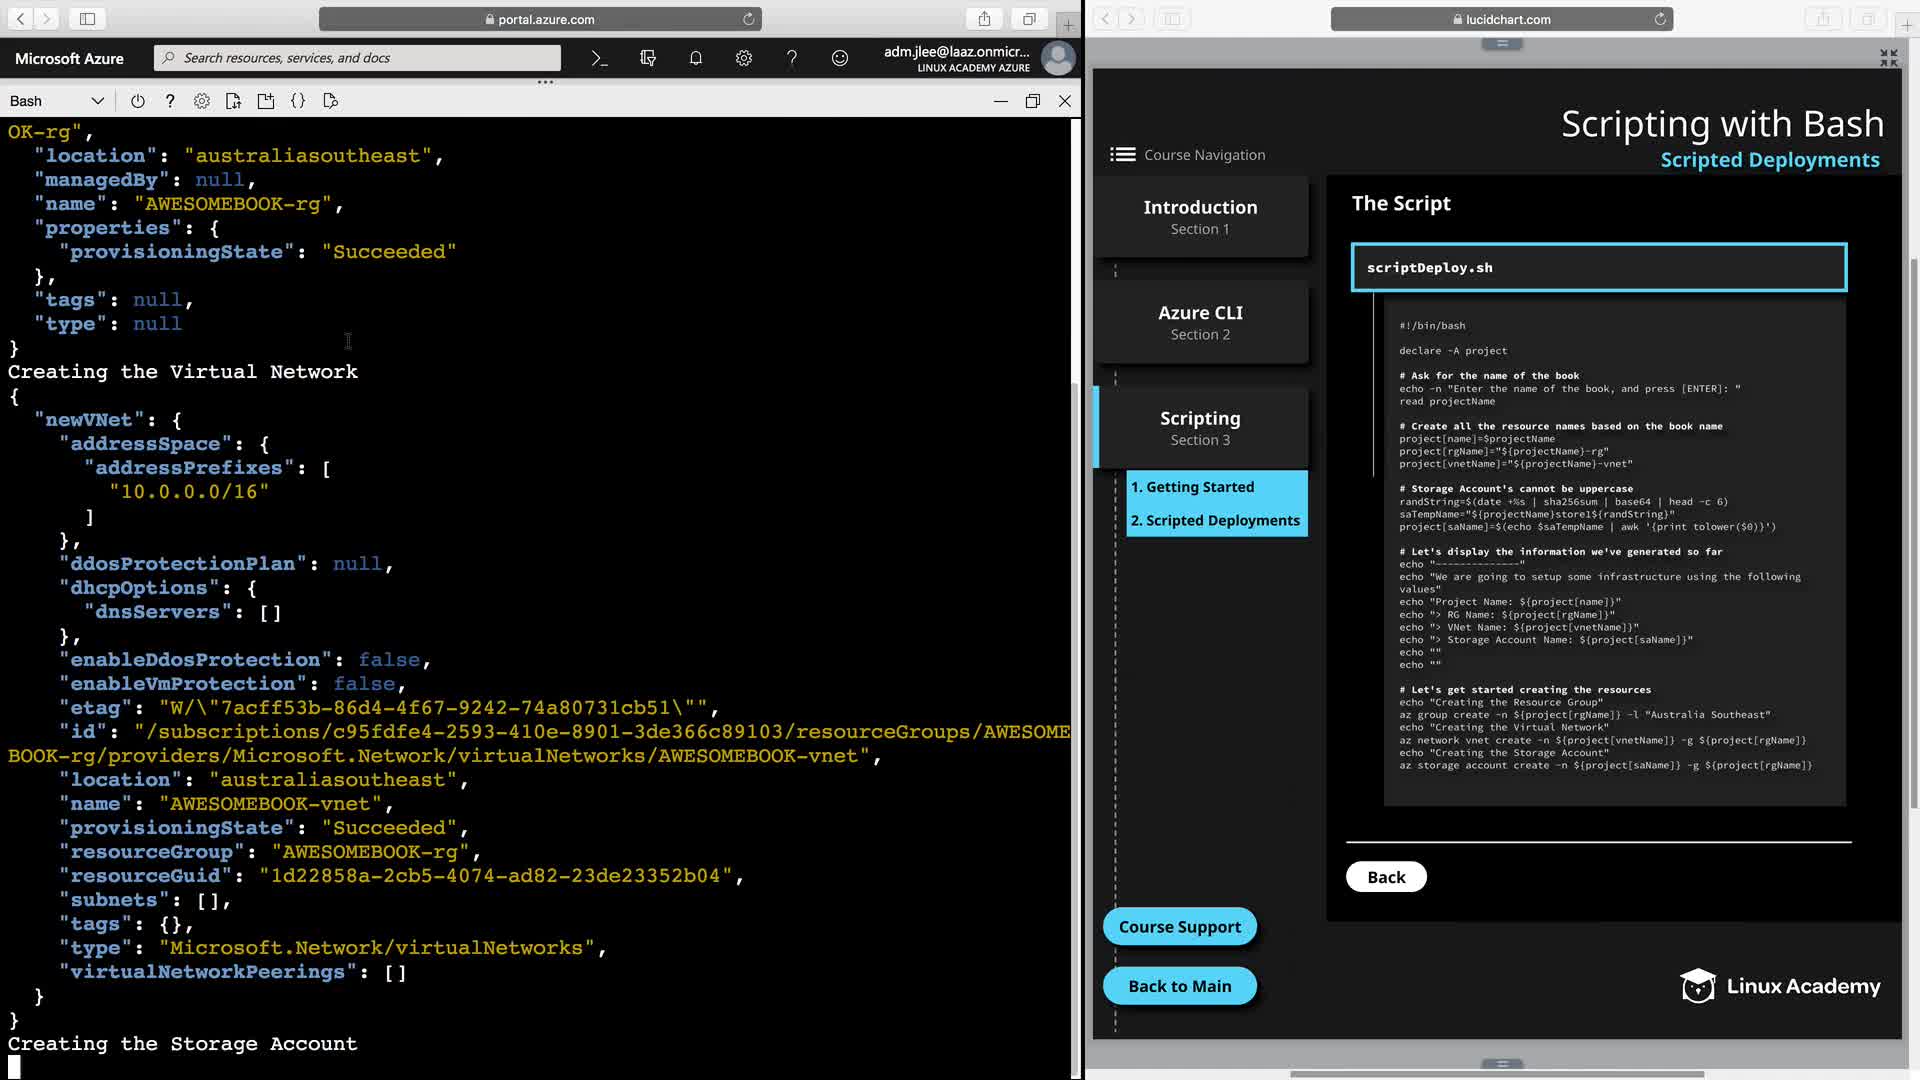 portal.azure.com
Microsoft Azure
Search resources, services, and docs
adm.jlee@laaz.onmicr...
LINUX ACADEMY AZURE
Bash
OK-rg",
"location": "australiasoutheast",
"managedBy": null,
"name": "AWESOMEBOOK-rg",
"properties": {
"provisioningState": "Succeeded"
},
"tags": null,
"type": null
}
Creating the Virtual Network
{
"newVNet": {
"addressSpace": {
"addressPrefixes": [
"10.0.0.0/16"
]
},
"ddosProtectionPlan": null,
"dhcpOptions": {
"dnsServers": []
},
"enableDdosProtection": false,
"enableVmProtection": false,
"etag": "W/\"7acff53b-86d4-4f67-9242-74a80731cb51\"",
"id": "/subscriptions/c95fdfe4-2593-410e-8901-3de366c89103/resourceGroups/AWESOME
BOOK-rg/providers/Microsoft.Network/virtualNetworks/AWESOMEBOOK-vnet",
"location": "australiasoutheast",
"name": "AWESOMEBOOK-vnet",
"provisioningState": "Succeeded",
"resourceGroup": "AWESOMEBOOK-rg",
"resourceGuid": "1d22858a-2cb5-4074-ad82-23de23352b04",
"subnets": [],
"tags": {},
"type": "Microsoft.Network/virtualNetworks",
"virtualNetworkPeerings": []
}
}
Creating the Storage Account
lucidchart.com
Scripting with Bash
Scripted Deployments
Course Navigation
Introduction
Section 1
Azure CLI
Section 2
Scripting
Section 3
1. Getting Started
2. Scripted Deployments
Course Support
Back to Main
The Script
scriptDeploy.sh
#!/bin/bash
declare -A project
# Ask for the name of the book
echo -n "Enter the name of the book, and press [ENTER]: "
read projectName
# Create all the resource names based on the book name
project[name]=$projectName
project[rgName]="${projectName}-rg"
project[vnetName]="${projectName}-vnet"
# Storage Account's cannot be uppercase
randString=$(date +%s | sha256sum | base64 | head -c 6)
saTempName="${projectName}store1${randString}"
project[saName]=$(echo $saTempName | awk '{print tolower($0)}')
# Let's display the information we've generated so far
echo "--------------"
echo "We are going to setup some infrastructure using the following
values"
echo "Project Name: ${project[name]}"
echo "> RG Name: ${project[rgName]}"
echo "> VNet Name: ${project[vnetName]}"
echo "> Storage Account Name: ${project[saName]}"
echo ""
echo ""
# Let's get started creating the resources
echo "Creating the Resource Group"
az group create -n ${project[rgName]} -l "Australia Southeast"
echo "Creating the Virtual Network"
az network vnet create -n ${project[vnetName]} -g ${project[rgName]}
echo "Creating the Storage Account"
az storage account create -n ${project[saName]} -g ${project[rgName]}
Back
Linux Academy